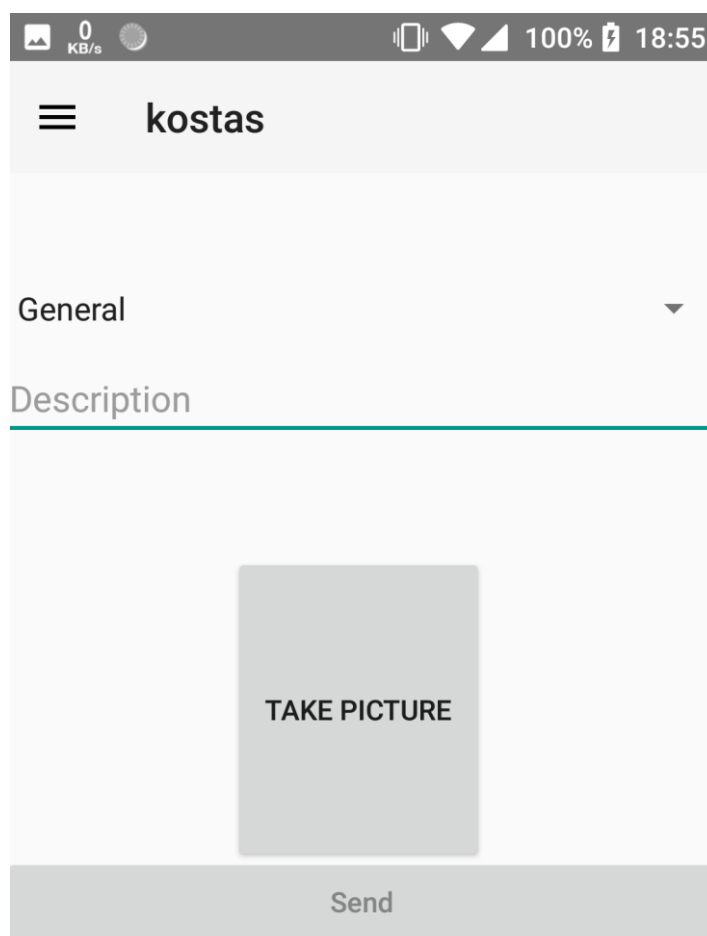 0 KB/s 100% 18:55
kostas
General
Description
TAKE PICTURE
Send